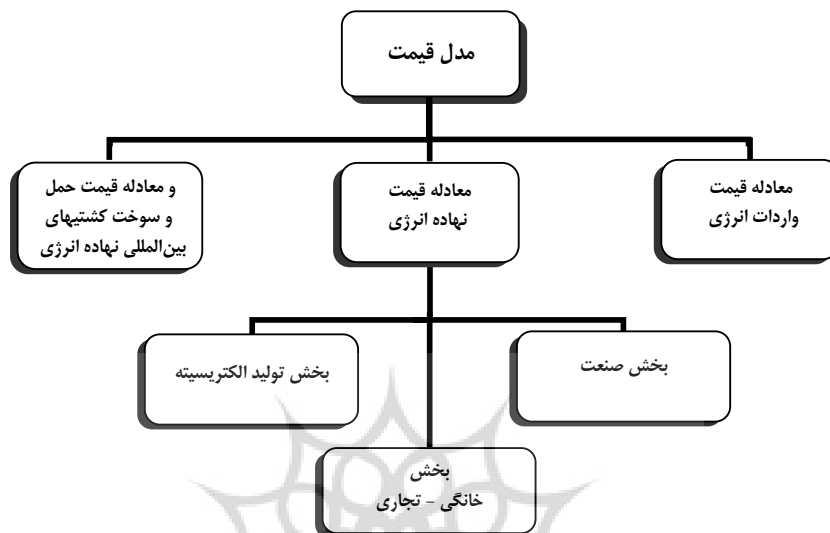 مدل قیمت
معادله قیمت
واردات انرژی
معادله قیمت
نهاده انرژی
و معادله قیمت حمل
و سوخت کشتیهای
بین‌المللی نهاده انرژی
بخش صنعت
بخش تولید الکتریسیته
بخش
خانگی – تجاری